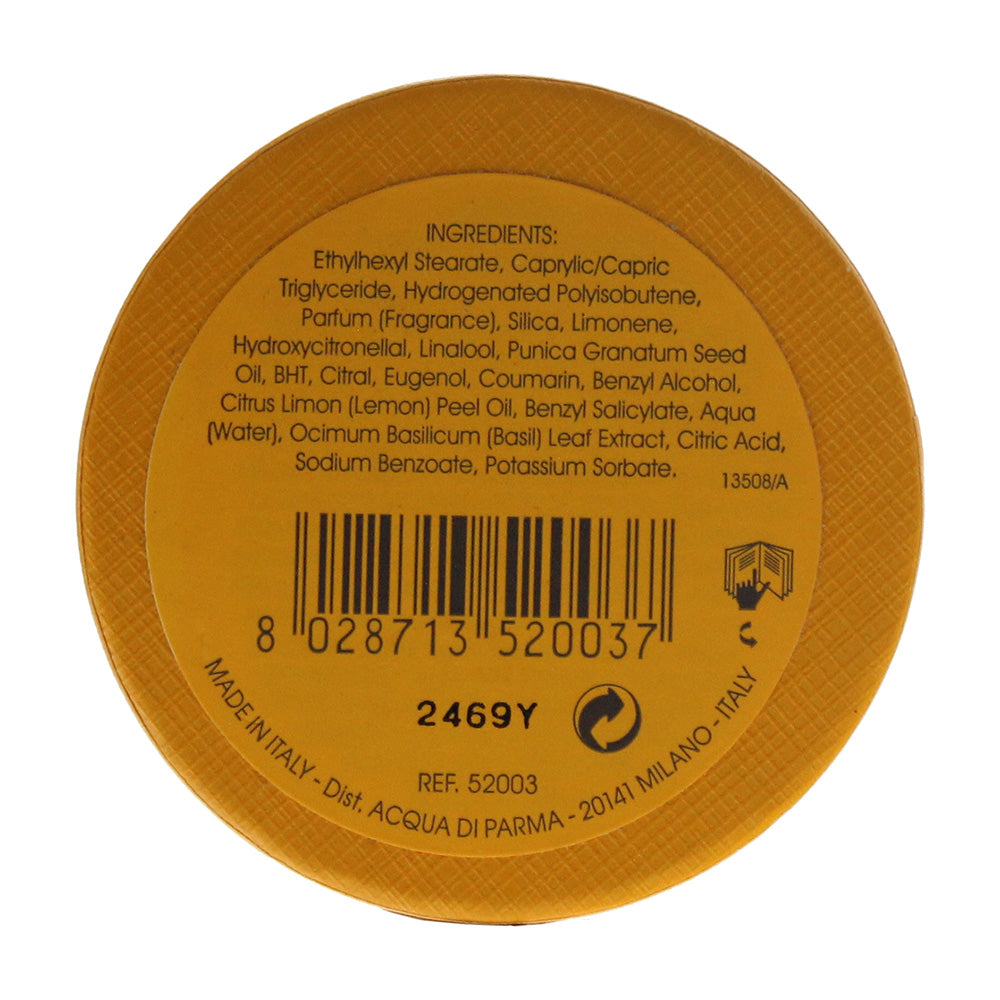 INGREDIENTS:
Ethylhexyl Stearate, Caprylic/Capric
Triglyceride, Hydrogenated Polyisobutene,
Parfum (Fragrance), Silica, Limonene,
Hydroxycitronellal, Linalool, Punica Granatum Seed
Oil, BHT, Citral, Eugenol, Coumarin, Benzyl Alcohol,
Citrus Limon (Lemon) Peel Oil, Benzyl Salicylate, Aqua
(Water), Ocimum Basilicum (Basil) Leaf Extract, Citric Acid,
Sodium Benzoate, Potassium Sorbate.
13508/A
8 028713 520037
2469Y
REF. 52003
MADE IN ITALY - Dist. ACQUA DI PARMA - 20141 MILANO - ITALY